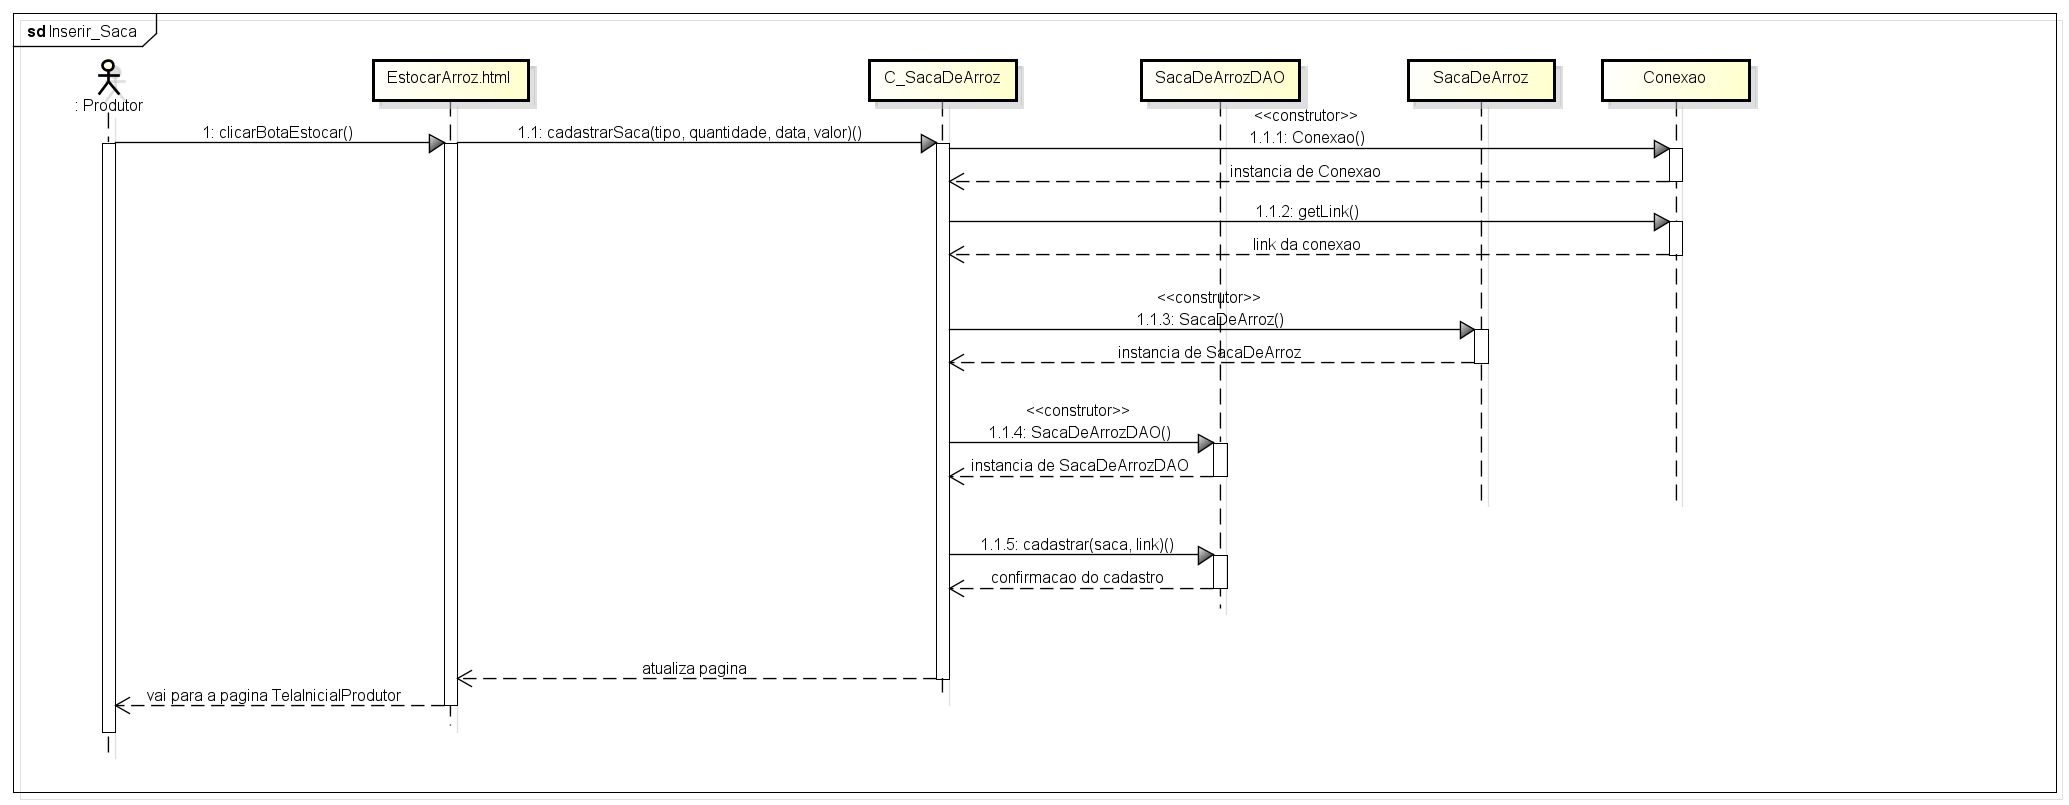 sd Inserir_Saca
: Produtor
EstocarArroz.html
C_SacaDeArroz
SacaDeArrozDAO
SacaDeArroz
Conexao
1: clicarBotaEstocar()
1.1: cadastrarSaca(tipo, quantidade, data, valor)()
<<construtor>>
1.1.1: Conexao()
instancia de Conexao
1.1.2: getLink()
link da conexao
<<construtor>>
1.1.3: SacaDeArroz()
instancia de SacaDeArroz
<<construtor>>
1.1.4: SacaDeArrozDAO()
instancia de SacaDeArrozDAO
1.1.5: cadastrar(saca, link)()
confirmacao do cadastro
atualiza pagina
vai para a pagina TelaInicialProdutor